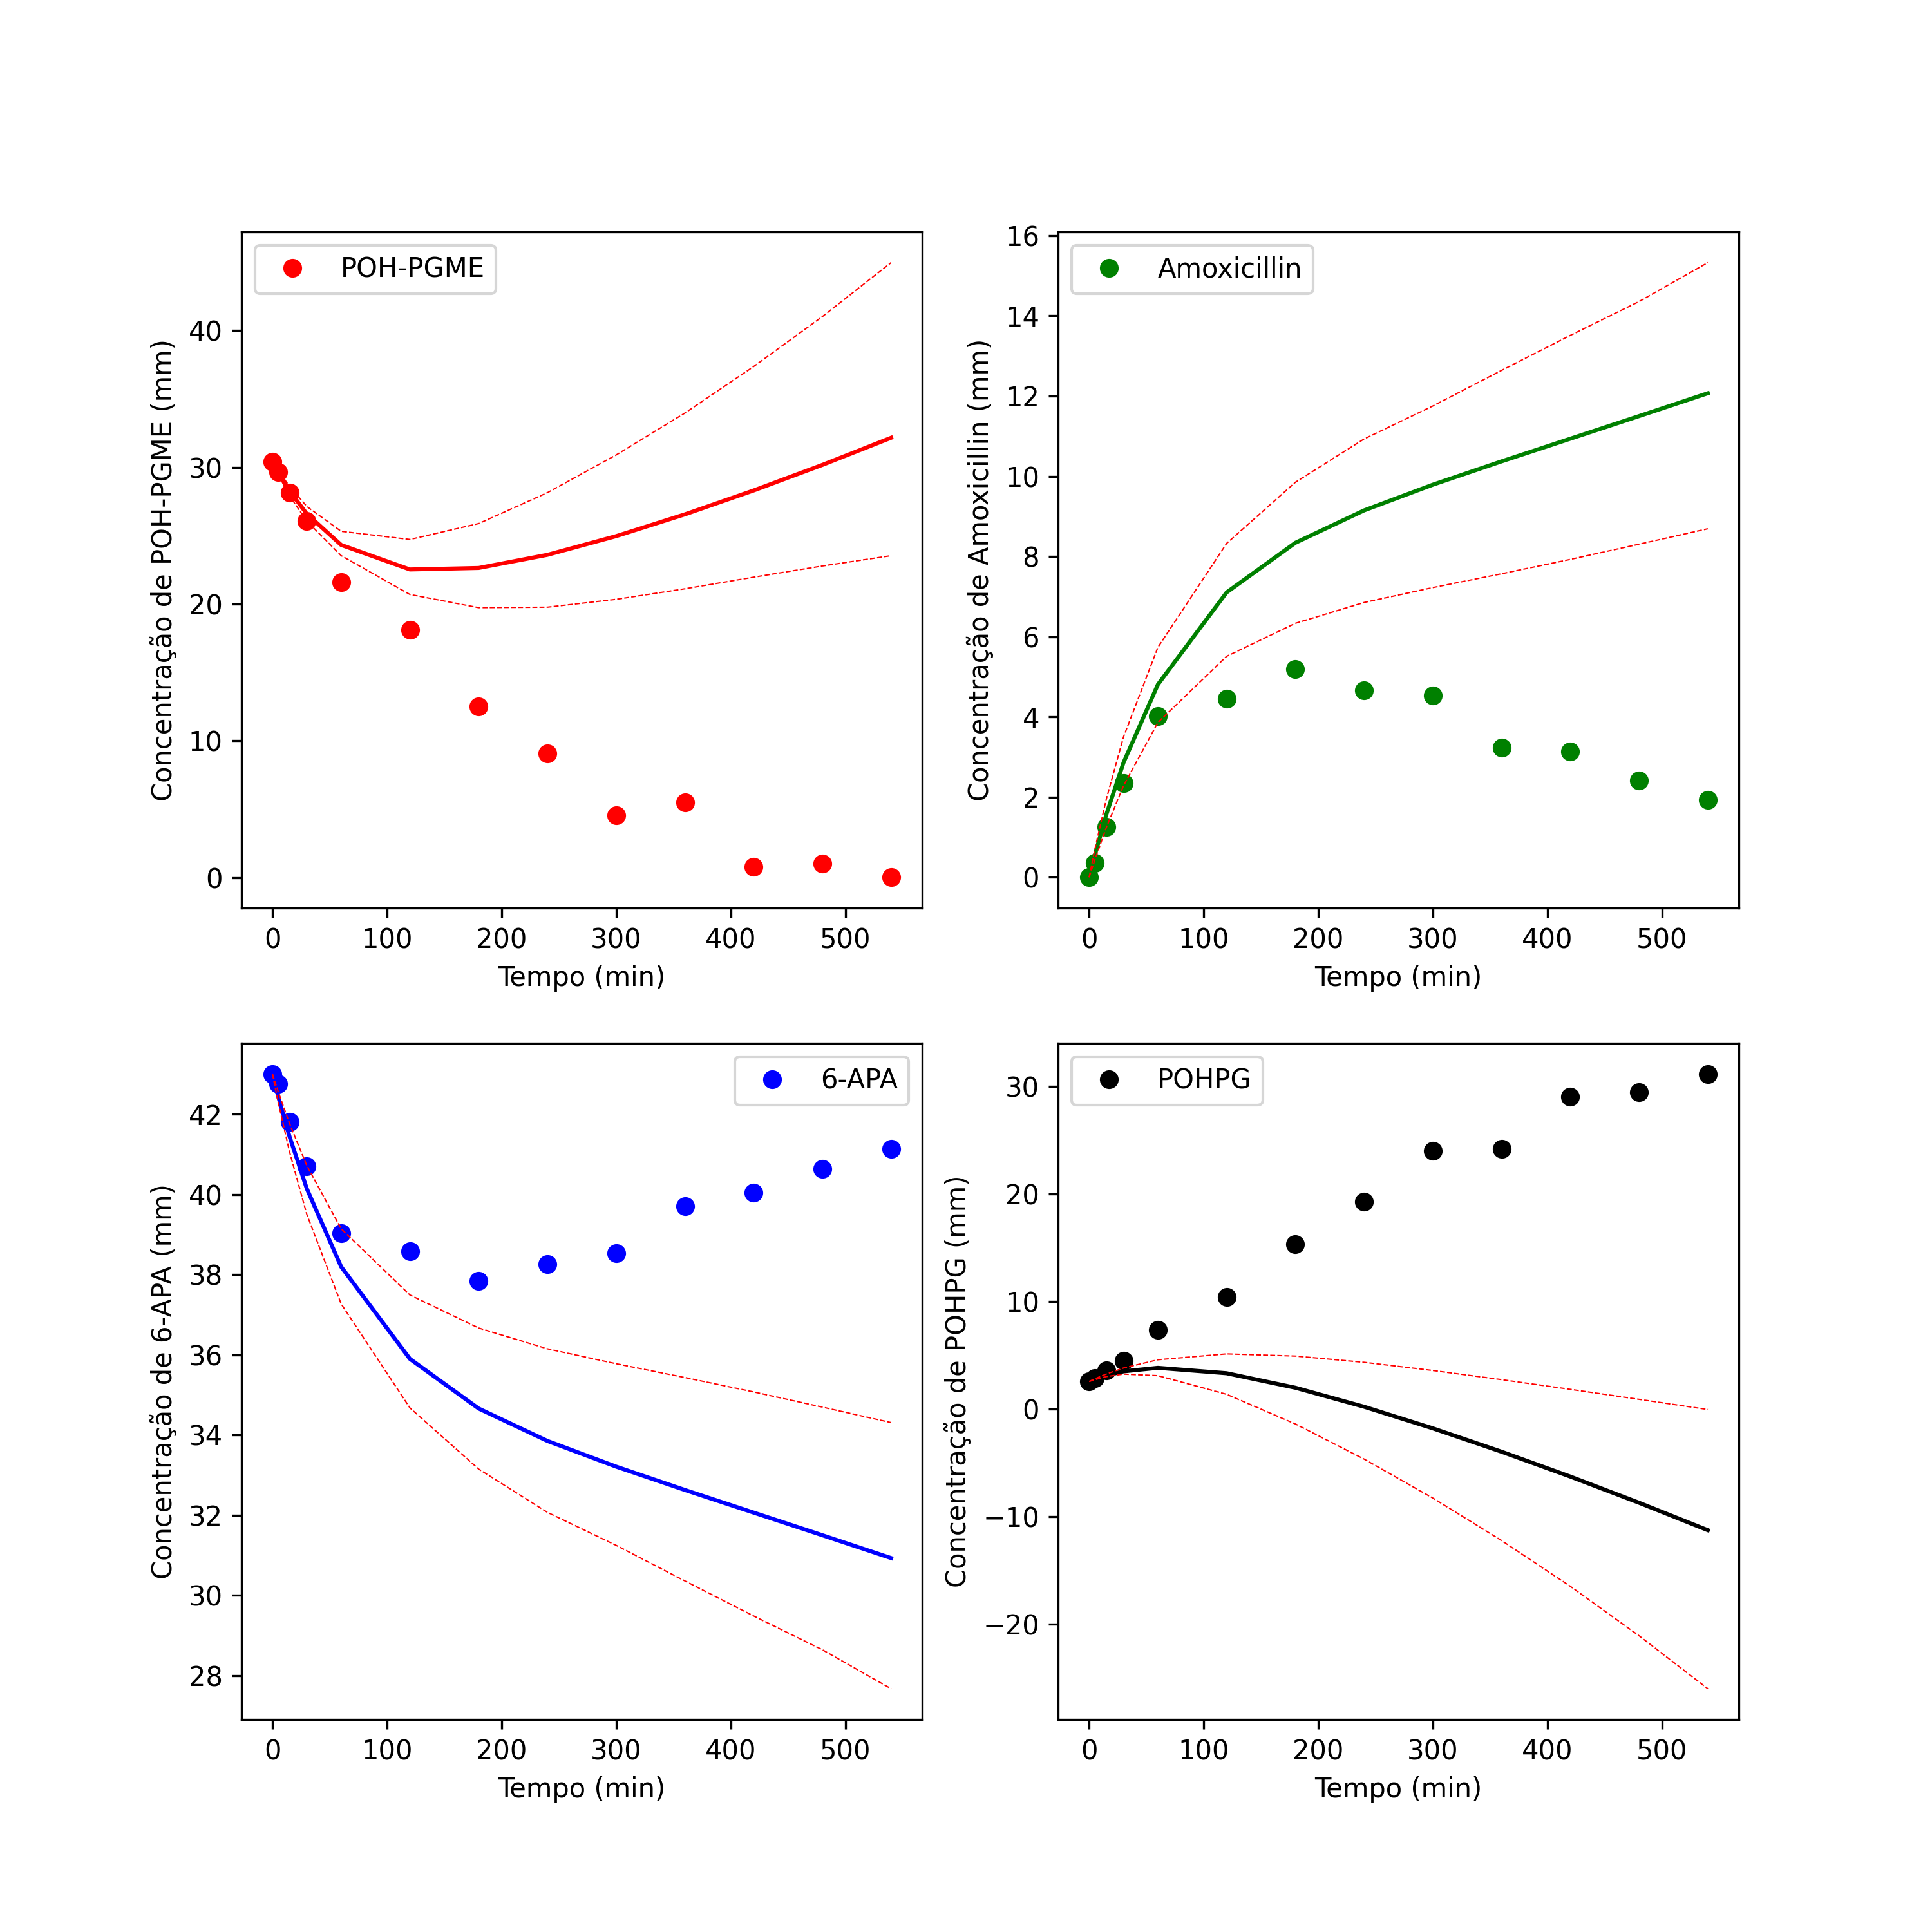 POH-PGME
Concentração de POH-PGME (mm)
40
30
20
10
0
0 100 200 300 400 500
Tempo (min)
Amoxicillin
Concentração de Amoxicillin (mm)
16
14
12
10
8
6
4
2
0
0 100 200 300 400 500
Tempo (min)
6-APA
Concentração de 6-APA (mm)
42
40
38
36
34
32
30
28
0 100 200 300 400 500
Tempo (min)
POHPG
Concentração de POHPG (mm)
30
20
10
0
−10
−20
0 100 200 300 400 500
Tempo (min)